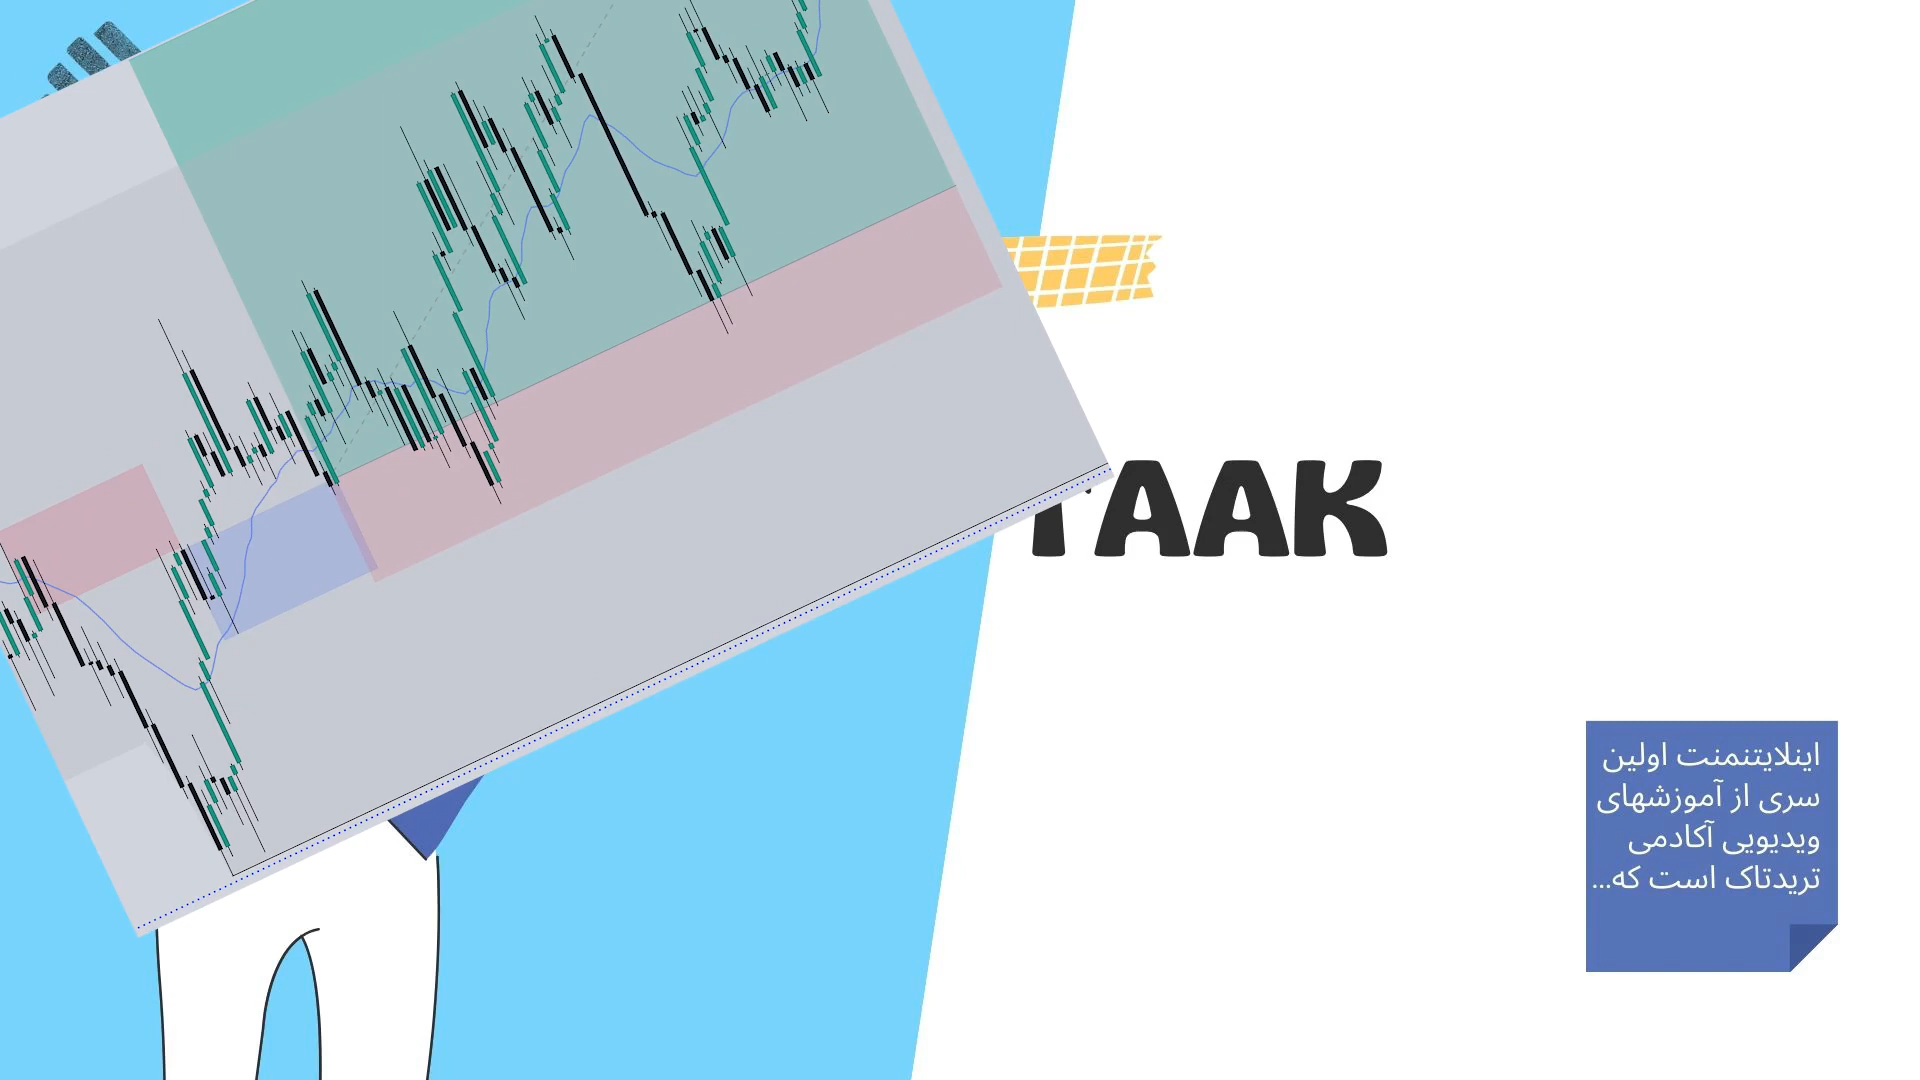 TAAK
اینلایتنمنت اولین
سری از آموزشهای
ویدیویی آکادمی
تریدتاک است که...